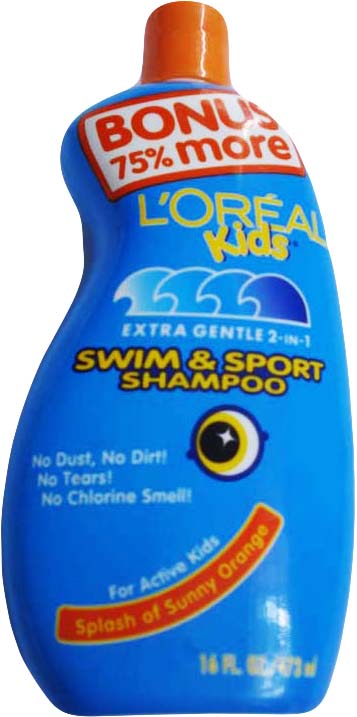 BONUS
75% more
L'ORÉAL
Kids
EXTRA GENTLE 2-IN-1
SWIM & SPORT
SHAMPOO
No Dust, No Dirt!
No Tears!
No Chlorine Smell!
For Active Kids
Splash of Sunny Orange
16 FL. OZ./473 ml